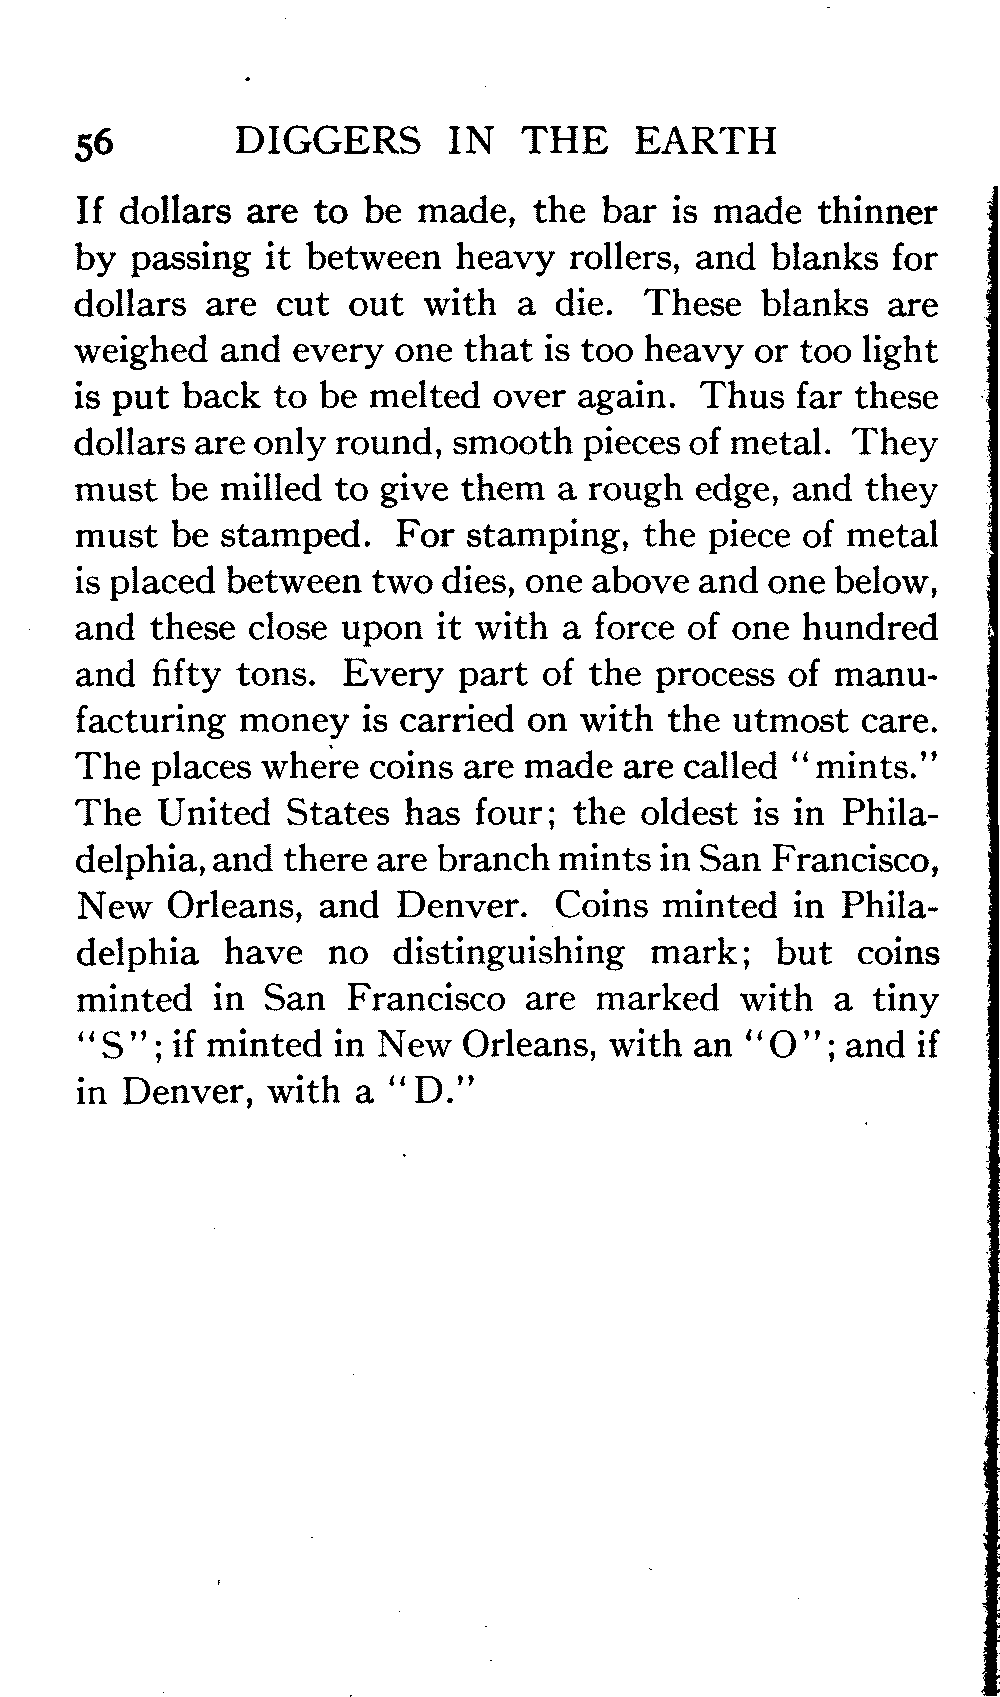 56 DIGGERS IN THE EARTH
If dollars are to be made, the bar is made thinner
by passing it between heavy rollers, and blanks for
dollars are cut out with a die. These blanks are
weighed and every one that is too heavy or too light
is put back to be melted over again. Thus far these
dollars are only round, smooth pieces of metal. They
must be milled to give them a rough edge, and they
must be stamped. For stamping, the piece of metal
is placed between two dies, one above and one below,
and these close upon it with a force of one hundred
and fifty tons. Every part of the process of manu-
facturing money is carried on with the utmost care.
The places where coins are made are called "mints."
The United States has four; the oldest is in Phila-
delphia, and there are branch mints in San Francisco,
New Orleans, and Denver. Coins minted in Phila-
delphia have no distinguishing mark; but coins
minted in San Francisco are marked with a tiny
"S"; if minted in New Orleans, with an "O"; and if
in Denver, with a "D."